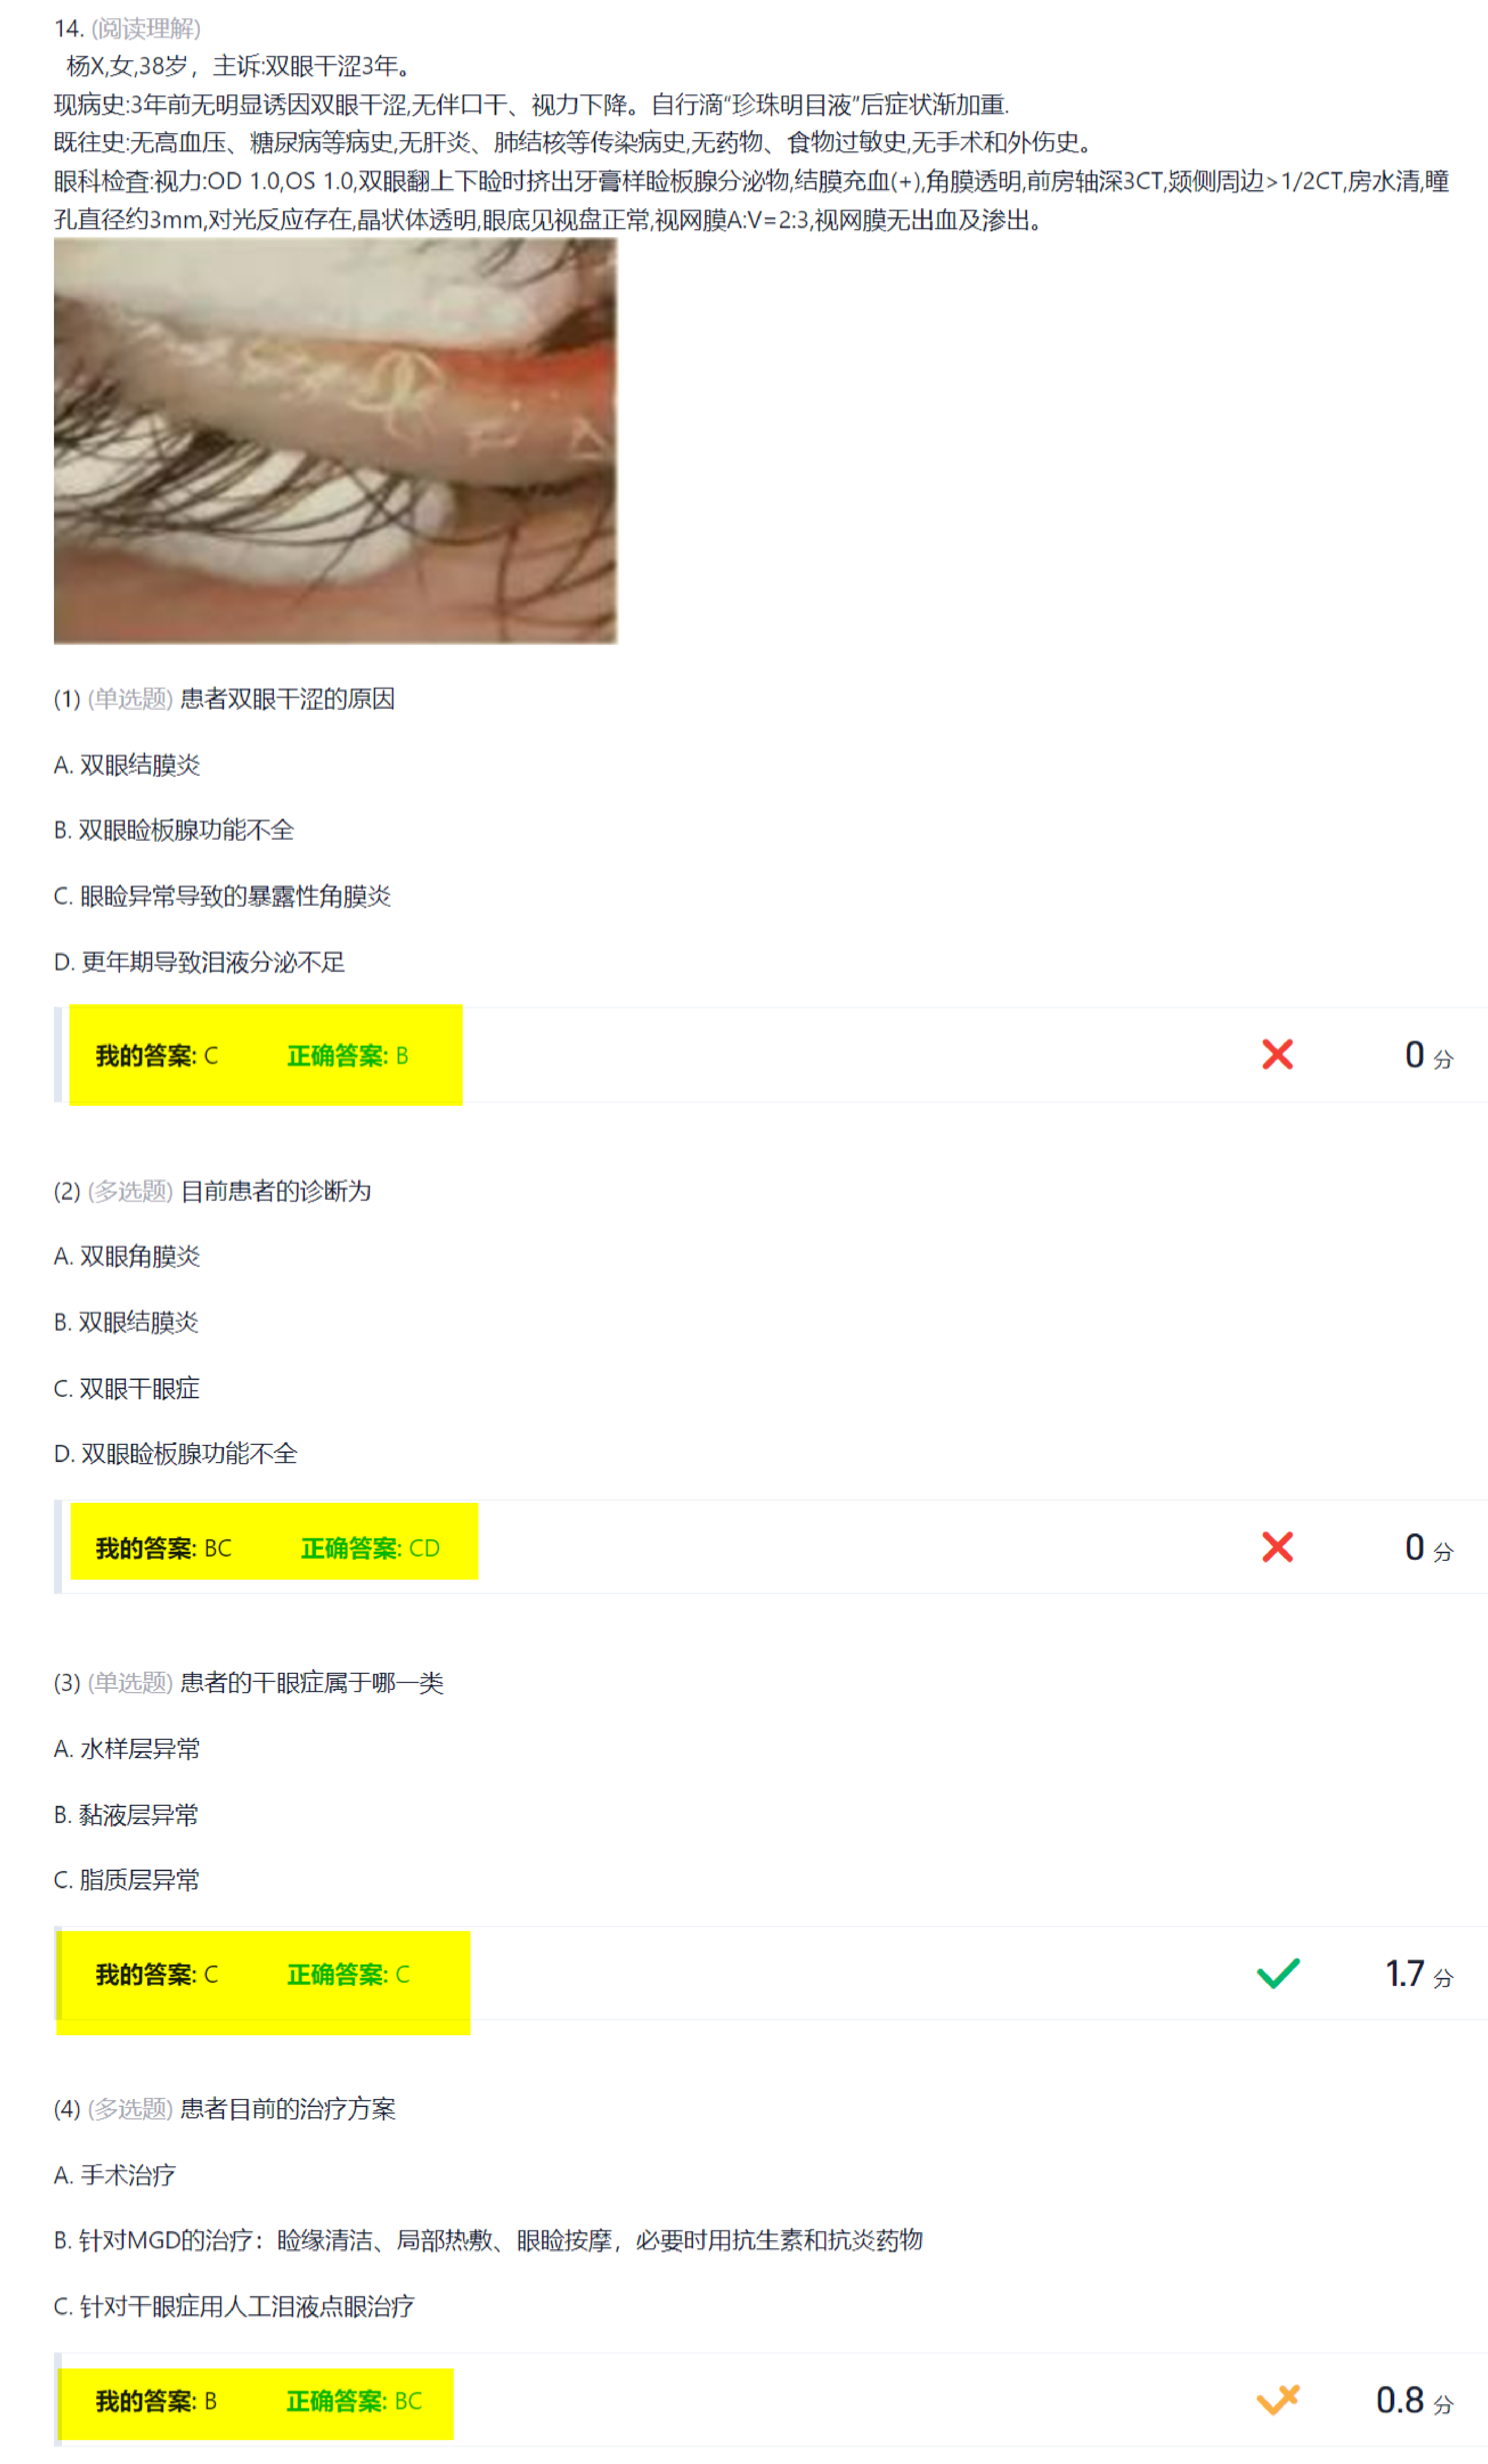 14. (阅读理解)
杨X,女,38岁，主诉:双眼干涩3年。
现病史:3年前无明显诱因双眼干涩,无伴口干、视力下降。自行滴“珍珠明目液”后症状渐加重.
既往史:无高血压、糖尿病等病史,无肝炎、肺结核等传染病史,无药物、食物过敏史,无手术和外伤史。
眼科检查:视力:OD 1.0,OS 1.0,双眼翻上下睑时挤出牙膏样睑板腺分泌物,结膜充血(+),角膜透明,前房轴深3CT,颞侧周边>1/2CT,房水清,瞳
孔直径约3mm,对光反应存在,晶状体透明,眼底见视盘正常,视网膜A:V=2:3,视网膜无出血及渗出。
(1) (单选题) 患者双眼干涩的原因
A. 双眼结膜炎
B. 双眼睑板腺功能不全
C. 眼睑异常导致的暴露性角膜炎
D. 更年期导致泪液分泌不足
我的答案: C 正确答案: B 0 分
(2) (多选题) 目前患者的诊断为
A. 双眼角膜炎
B. 双眼结膜炎
C. 双眼干眼症
D. 双眼睑板腺功能不全
我的答案: BC 正确答案: CD 0 分
(3) (单选题) 患者的干眼症属于哪一类
A. 水样层异常
B. 黏液层异常
C. 脂质层异常
我的答案: C 正确答案: C 1.7 分
(4) (多选题) 患者目前的治疗方案
A. 手术治疗
B. 针对MGD的治疗：睑缘清洁、局部热敷、眼睑按摩，必要时用抗生素和抗炎药物
C. 针对干眼症用人工泪液点眼治疗
我的答案: B 正确答案: BC 0.8 分